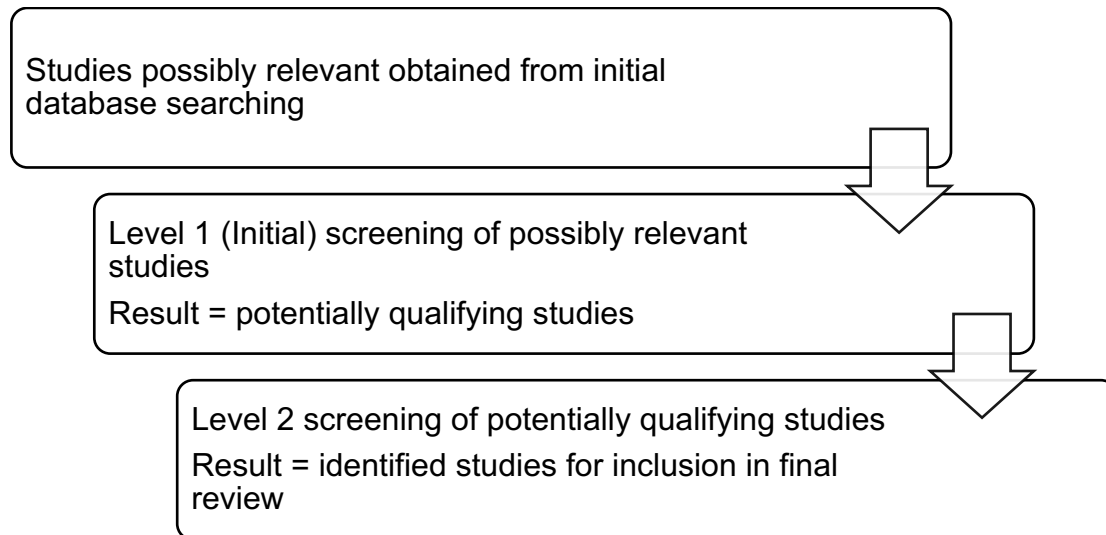 Studies possibly relevant obtained from initial
database searching
Level 1 (Initial) screening of possibly relevant
studies
Result = potentially qualifying studies
Level 2 screening of potentially qualifying studies
Result = identified studies for inclusion in final
review